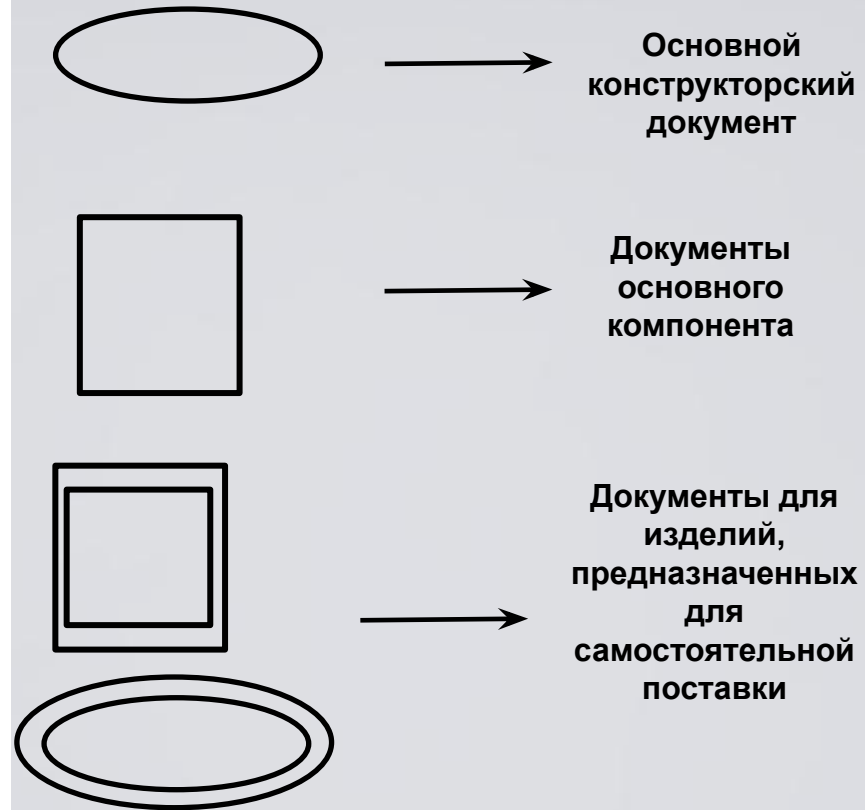 Основной
конструкторский
документ
Документы
основного
компонента
Документы для
изделий,
предназначенных
для
самостоятельной
поставки